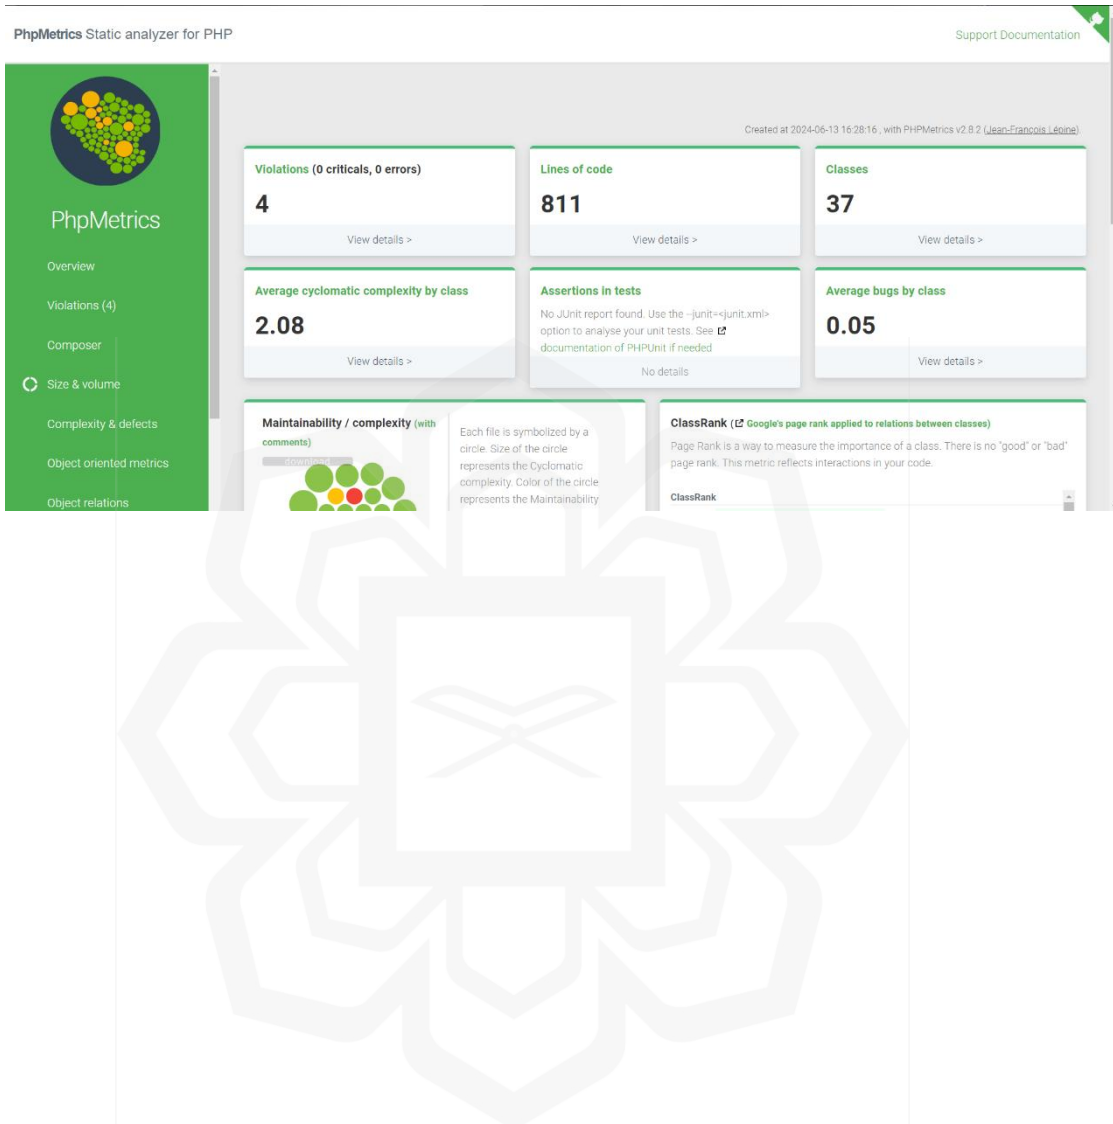 PhpMetrics Static analyzer for PHP
Support Documentation
PhpMetrics
Overview
Violations (4)
Composer
Size & volume
Complexity & defects
Object oriented metrics
Object relations
Created at 2024-06-13 16:28:16 , with PHPMetrics v2.8.2 (Jean-François Lépine)
Violations (0 criticals, 0 errors)
4
View details >
Lines of code
811
View details >
Classes
37
View details >
Average cyclomatic complexity by class
2.08
View details >
Assertions in tests
No JUnit report found. Use the --junit=<junit.xml>
option to analyse your unit tests. See
documentation of PHPUnit if needed
No details
Average bugs by class
0.05
View details >
Maintainability / complexity (with
comments)
download
Each file is symbolized by a
circle. Size of the circle
represents the Cyclomatic
complexity. Color of the circle
represents the Maintainability
ClassRank (Google's page rank applied to relations between classes)
Page Rank is a way to measure the importance of a class. There is no "good" or "bad"
page rank. This metric reflects interactions in your code.
ClassRank